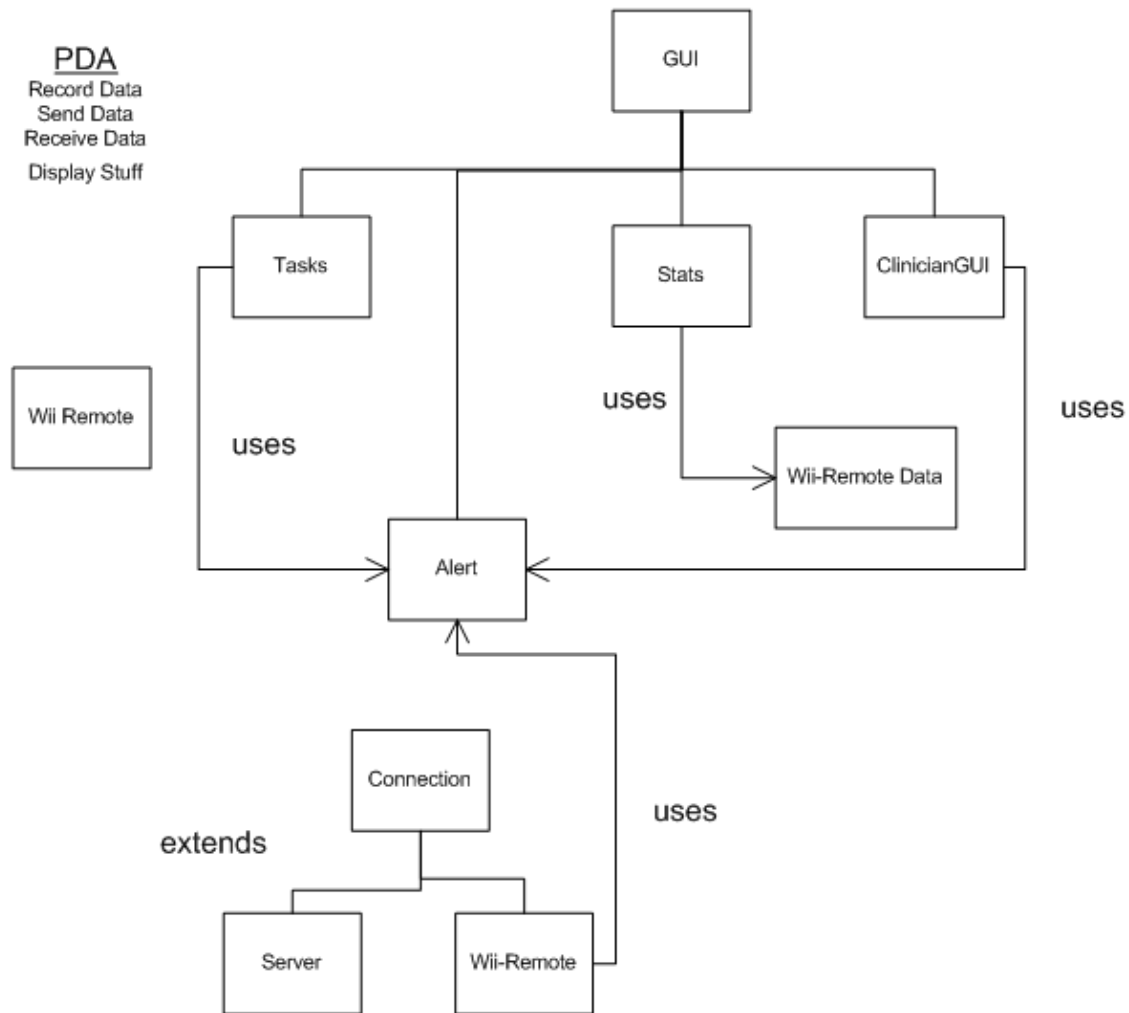 PDA
Record Data
Send Data
Receive Data
Display Stuff
GUI
Tasks
Stats
ClinicianGUI
Wii Remote
uses
uses
uses
Wii-Remote Data
Alert
Connection
uses
extends
Server
Wii-Remote